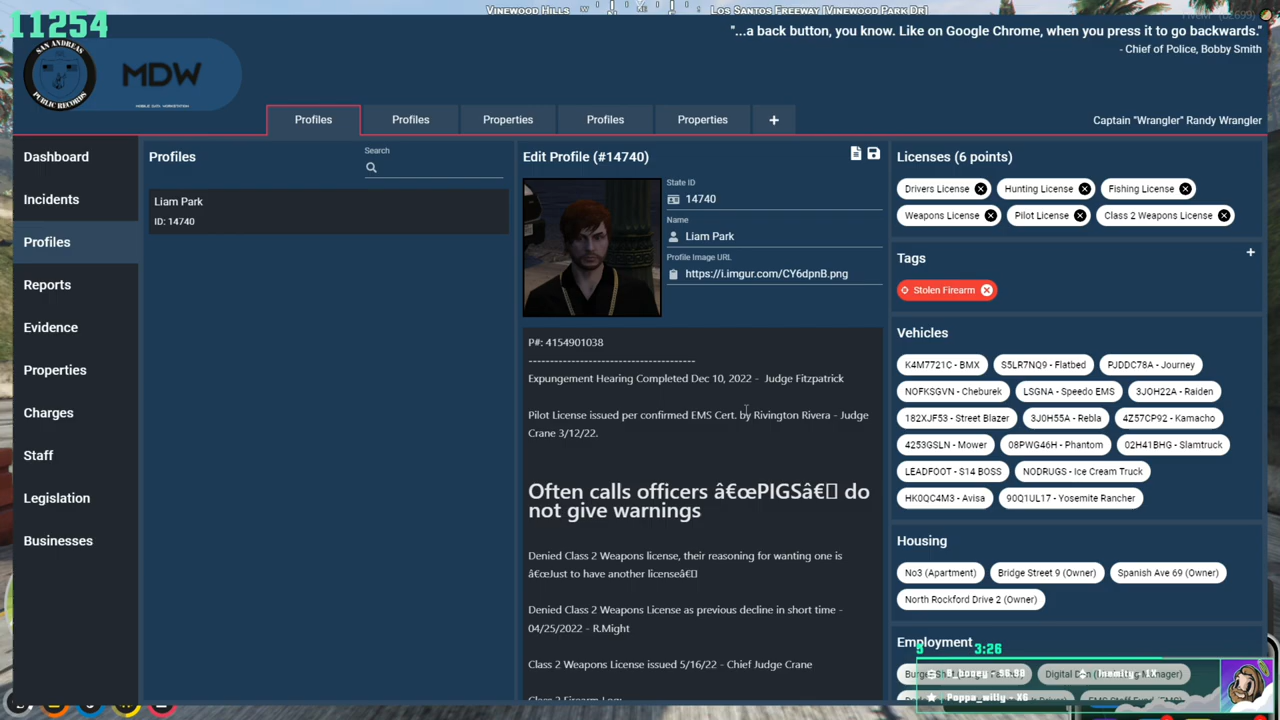 VINEWOOD HILLS
LOS SANTOS FREEWAY [VINEWOOD PARK DR]
11254
SAN ANDREAS
PUBLIC RECORDS
MDW
MOBILE DATA WORKSTATION
"...a back button, you know. Like on Google Chrome, when you press it to go backwards."
- Chief of Police, Bobby Smith
Profiles
Profiles
Properties
Profiles
Properties
+
Captain "Wrangler" Randy Wrangler
Dashboard
Incidents
Profiles
Reports
Evidence
Properties
Charges
Staff
Legislation
Businesses
Profiles
Search
Liam Park
ID: 14740
Edit Profile (#14740)
State ID
14740
Name
Liam Park
Profile Image URL
https://i.imgur.com/CY6dpnB.png
P#: 4154901038
----------------------------------------
Expungement Hearing Completed Dec 10, 2022 - Judge Fitzpatrick
Pilot License issued per confirmed EMS Cert. by Rivington Rivera - Judge
Crane 3/12/22.
Often calls officers â€œPIGSâ€ do
not give warnings
Denied Class 2 Weapons license, their reasoning for wanting one is
â€œJust to have another licenseâ€
Denied Class 2 Weapons License as previous decline in short time -
04/25/2022 - R.Might
Class 2 Weapons License issued 5/16/22 - Chief Judge Crane
Licenses (6 points)
Drivers License
Hunting License
Fishing License
Weapons License
Pilot License
Class 2 Weapons License
Tags
+
Stolen Firearm
Vehicles
K4M7721C - BMX
S5LR7NQ9 - Flatbed
PJDDC78A - Journey
NOFKSGVN - Cheburek
LSGNA - Speedo EMS
3JOH22A - Raiden
182XJF53 - Street Blazer
3J0H55A - Rebla
4Z57CP92 - Kamacho
4253GSLN - Mower
08PWG46H - Phantom
02H41BHG - Slamtruck
LEADFOOT - S14 BOSS
NODRUGS - Ice Cream Truck
HK0QC4M3 - Avisa
90Q1UL17 - Yosemite Rancher
Housing
No3 (Apartment)
Bridge Street 9 (Owner)
Spanish Ave 69 (Owner)
North Rockford Drive 2 (Owner)
Employment
3:26
Poppa_willy - X6